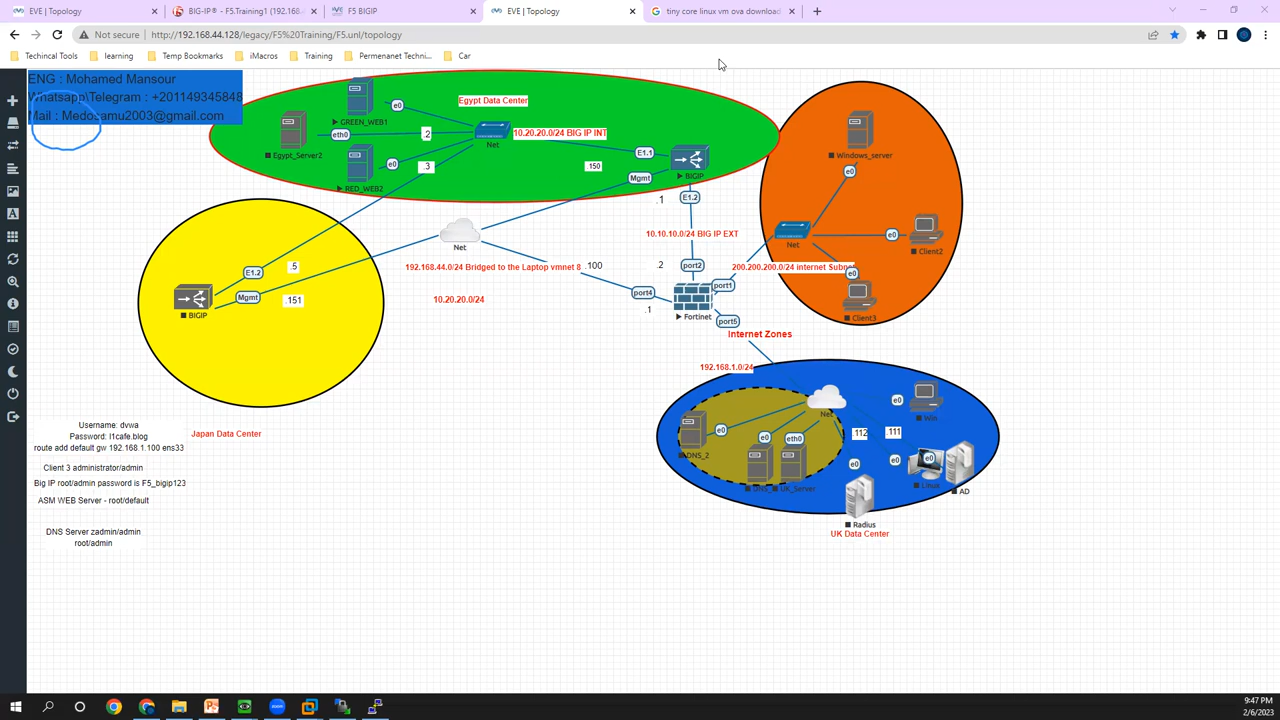 EVE | Topology
BIG-IP® - F5.Training1 (192.168.
F5 BIGIP
EVE | Topology
tiny core linux vm ova download
Not secure
http://192.168.44.128/legacy/F5%20Training/F5.unl/topology
Techincal Tools
learning
Temp Bookmarks
iMacros
Training
Permenanet Techni...
Car
ENG : Mohamed Mansour
Whatsapp\Telegram : +201149345848
Mail : Medosamu2003@gmail.com
Egypt Data Center
GREEN_WEB1
e0
Egypt_Server2
eth0
.2
Net
10.20.20.0/24 BIG IP INT
RED_WEB2
e0
.3
150
E1.1
Mgmt
BIGIP
.1
E1.2
10.10.10.0/24 BIG IP EXT
.2
port2
Windows_server
e0
Net
e0
Client2
200.200.200.0/24 internet Subnet
e0
Client3
Net
192.168.44.0/24 Bridged to the Laptop vmnet 8
.100
10.20.20.0/24
port4
.1
port1
Fortinet
port5
Internet Zones
E1.2
.5
Mgmt
.151
BIGIP
Japan Data Center
192.168.1.0/24
Net
e0
Win
DNS_2
e0
e0
eth0
112
111
e0
e0
e0
Linux
AD
DNS_
UK_Server
Radius
UK Data Center
Username: dvwa
Password: l1cafe.blog
route add default gw 192.168.1.100 ens33
Client 3 administrator/admin
Big IP root/admin password is F5_bigip123
ASM WEB Server - root/default
DNS Server zadmin/admin
root/admin
9:47 PM
2/6/2023